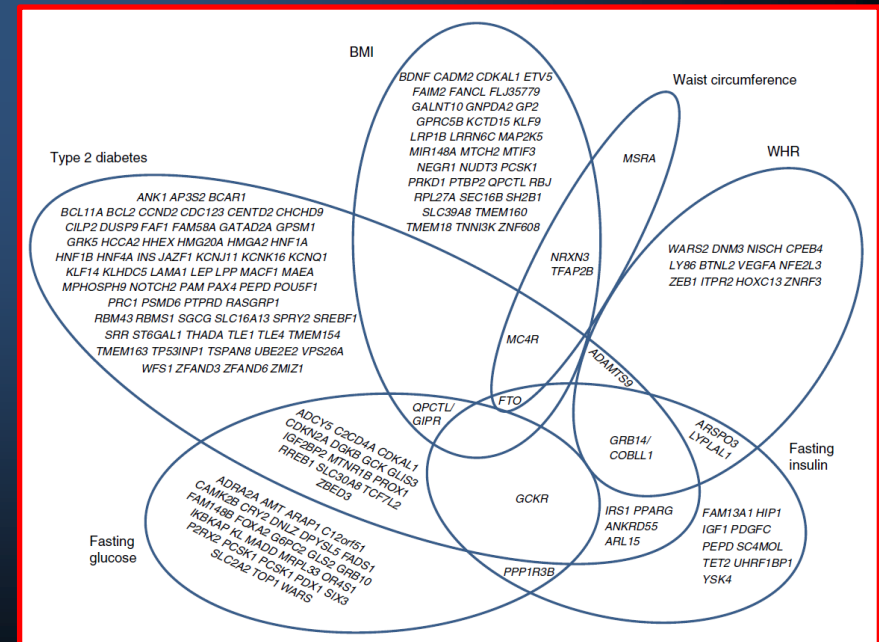 BMI
BDNF CADM2 CDKAL1 ETV5
FAIM2 FANCL FLJ35779
GALNT10 GNPDA2 GP2
GPRC5B KCTD15 KLF9
LRP1B LRRN6C MAP2K5
MIR148A MTCH2 MTIF3
NEGR1 NUDT3 PCSK1
PRKD1 PTBP2 QPCTL RBJ
RPL27A SEC16B SH2B1
SLC39A8 TMEM160
TMEM18 TNNI3K ZNF608
Waist circumference
MSRA
WHR
WARS2 DNM3 NISCH CPEB4
LY86 BTNL2 VEGFA NFE2L3
ZEB1 ITPR2 HOXC13 ZNRF3
Type 2 diabetes
ANK1 AP3S2 BCAR1
BCL11A BCL2 CCND2 CDC123 CENTD2 CHCHD9
CILP2 DUSP9 FAF1 FAM58A GATAD2A GPSM1
GRK5 HCCA2 HHEX HMG20A HMGA2 HNF1A
HNF1B HNF4A INS JAZF1 KCNJ11 KCNK16 KCNQ1
KLF14 KLHDC5 LAMA1 LEP LPP MACF1 MAEA
MPHOSPH9 NOTCH2 PAM PAX4 PEPD POU5F1
PRC1 PSMD6 PTPRD RASGRP1
RBM43 RBMS1 SGCG SLC16A13 SPRY2 SREBF1
SRR ST6GAL1 THADA TLE1 TLE4 TMEM154
TMEM163 TP53INP1 TSPAN8 UBE2E2 VPS26A
WFS1 ZFAND3 ZFAND6 ZMIZ1
NRXN3
TFAP2B
MC4R
ADAMTS9
FTO
QPCTL/
GIPR
ADCY5 C2CD4A CDKAL1
CDKN2A DGKB GCK GLIS3
IGF2BP2 MTNR1B PROX1
RREB1 SLC30A8 TCF7L2
ZBED3
GRB14/
COBLL1
ARSPO3
LYPLAL1
Fasting
insulin
GCKR
IRS1 PPARG
ANKRD55
ARL15
FAM13A1 HIP1
IGF1 PDGFC
PEPD SC4MOL
TET2 UHRF1BP1
YSK4
Fasting
glucose
ADRA2A AMT ARAP1 C12orf51
CAMK2B CRY2 DNLZ DPYSL5 FADS1
FAM148B FOXA2 G6PC2 GLS2 GRB10
IKBKAP KL MADD MRPL33 OR4S1
P2RX2 PCSK1 PCSK1 PDX1 SIX3
SLC2A2 TOP1 WARS
PPP1R3B